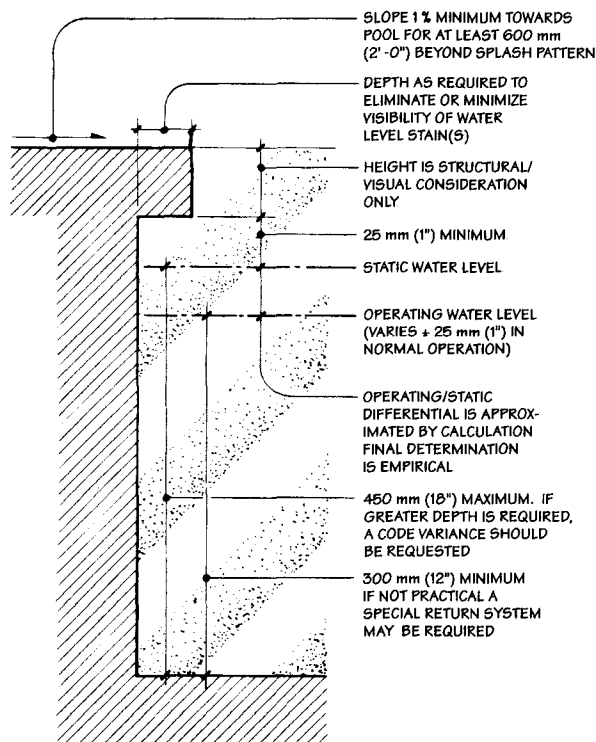 SLOPE 1% MINIMUM TOWARDS
POOL FOR AT LEAST 600 mm
(2'-0") BEYOND SPLASH PATTERN
DEPTH AS REQUIRED TO
ELIMINATE OR MINIMIZE
VISIBILITY OF WATER
LEVEL STAIN(S)
HEIGHT IS STRUCTURAL/
VISUAL CONSIDERATION
ONLY
25 mm (1") MINIMUM
STATIC WATER LEVEL
OPERATING WATER LEVEL
(VARIES ± 25 mm (1") IN
NORMAL OPERATION)
OPERATING/STATIC
DIFFERENTIAL IS APPROX-
IMATED BY CALCULATION
FINAL DETERMINATION
IS EMPIRICAL
450 mm (18") MAXIMUM. IF
GREATER DEPTH IS REQUIRED,
A CODE VARIANCE SHOULD
BE REQUESTED
300 mm (12") MINIMUM
IF NOT PRACTICAL A
SPECIAL RETURN SYSTEM
MAY BE REQUIRED